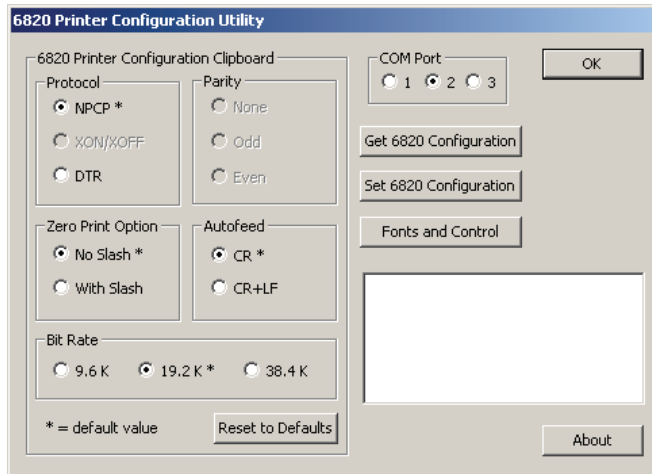 6820 Printer Configuration Utility
6820 Printer Configuration Clipboard
Protocol
NPCP *
XON/XOFF
DTR
Parity
None
Odd
Even
Zero Print Option
No Slash *
With Slash
Autofeed
CR *
CR+LF
Bit Rate
9.6 K 19.2 K * 38.4 K
* = default value
Reset to Defaults
COM Port
1 2 3
OK
Get 6820 Configuration
Set 6820 Configuration
Fonts and Control
About